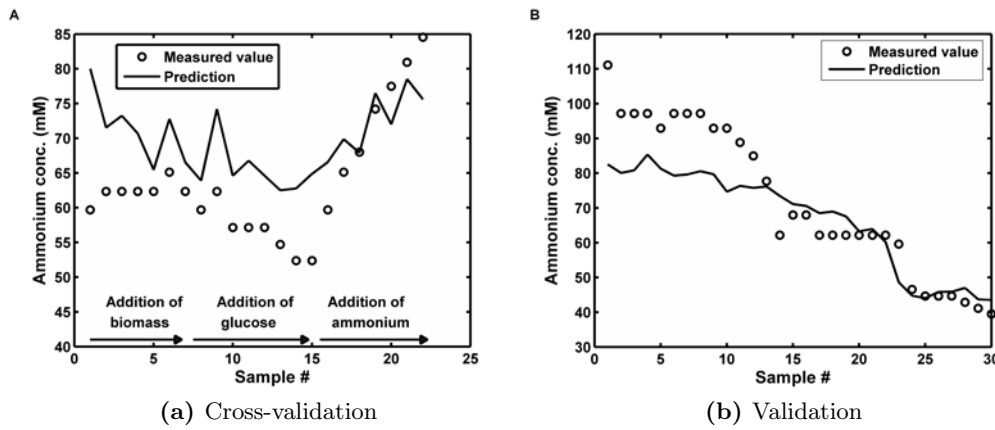 A
85
80
75
70
65
60
55
50
45
40
Ammonium conc. (mM)
Measured value
Prediction
Addition of biomass
Addition of glucose
Addition of ammonium
0
5
10
15
20
25
Sample #
(a) Cross-validation
B
120
110
100
90
80
70
60
50
40
30
Ammonium conc. (mM)
Measured value
Prediction
0
5
10
15
20
25
30
Sample #
(b) Validation